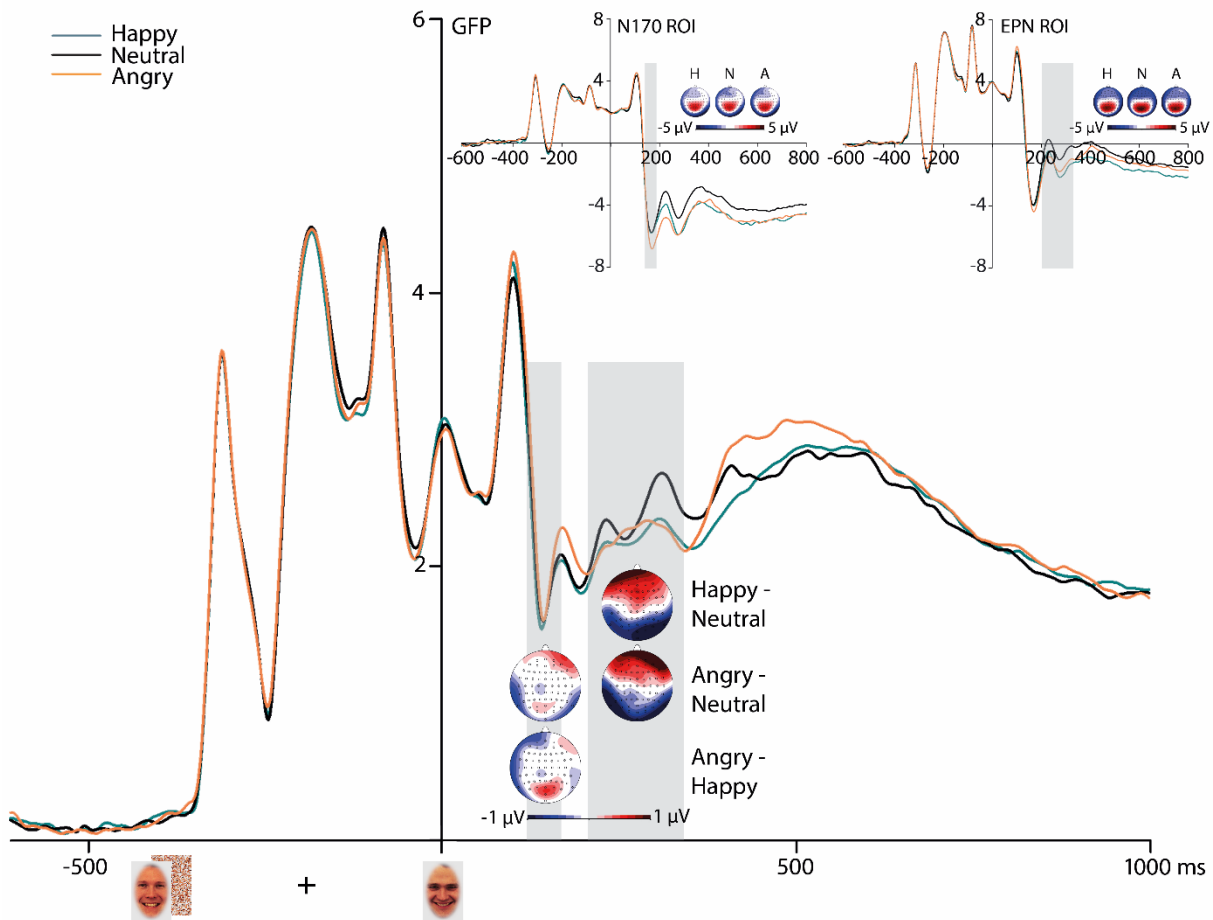 Happy
Neutral
Angry
6
GFP
4
2
-500
500
1000 ms
8
N170 ROI
4
H N A
-5 µV 5 µV
-600 -400 -200 200 400 600 800
-4
-8
8
EPN ROI
4
H N A
-5 µV 5 µV
-600 -400 -200 200 400 600 800
-4
-8
Happy -
Neutral
Angry -
Neutral
Angry -
Happy
-1 µV 1 µV
+